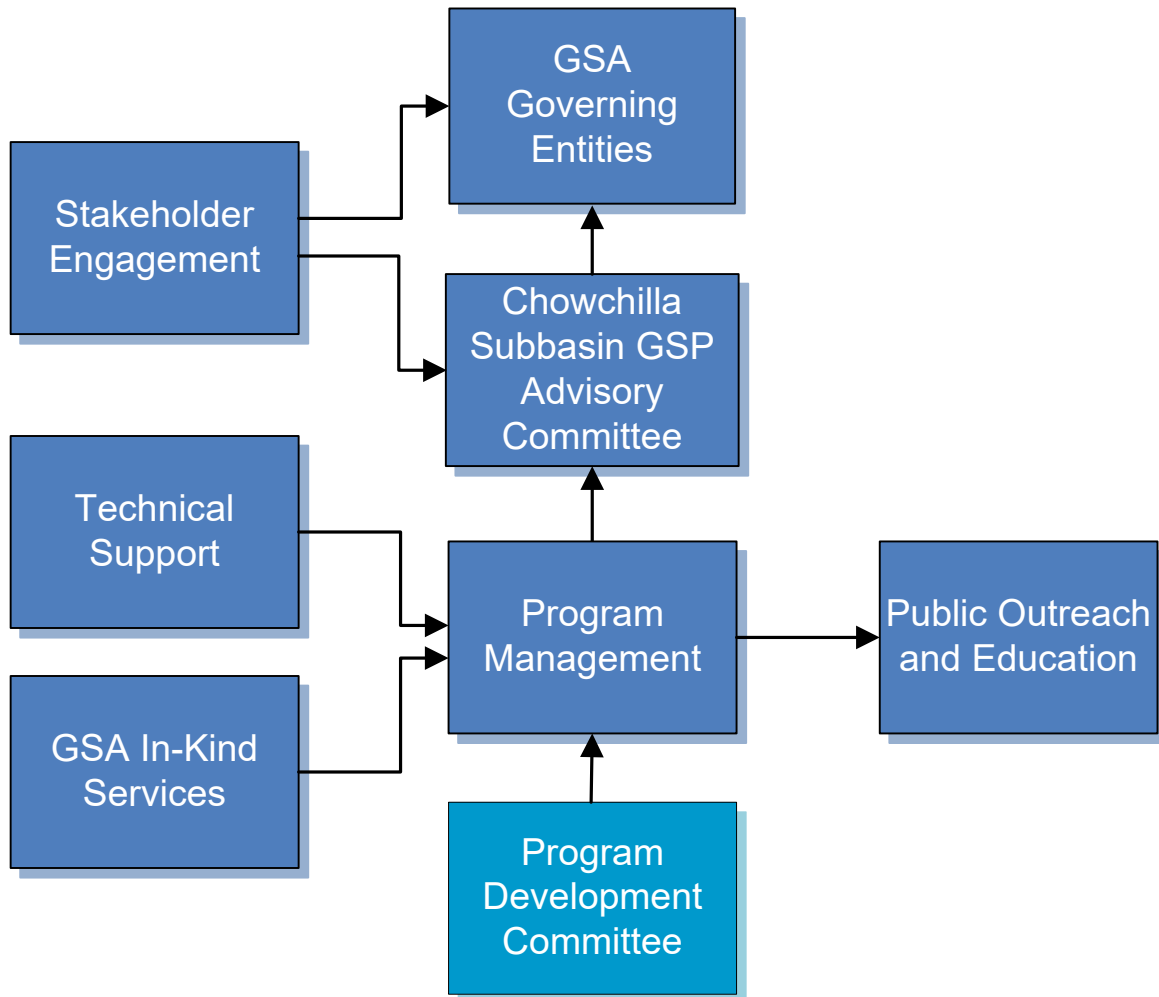 GSA
Governing
Entities
Stakeholder
Engagement
Chowchilla
Subbasin GSP
Advisory
Committee
Technical
Support
Program
Management
Public Outreach
and Education
GSA In-Kind
Services
Program
Development
Committee